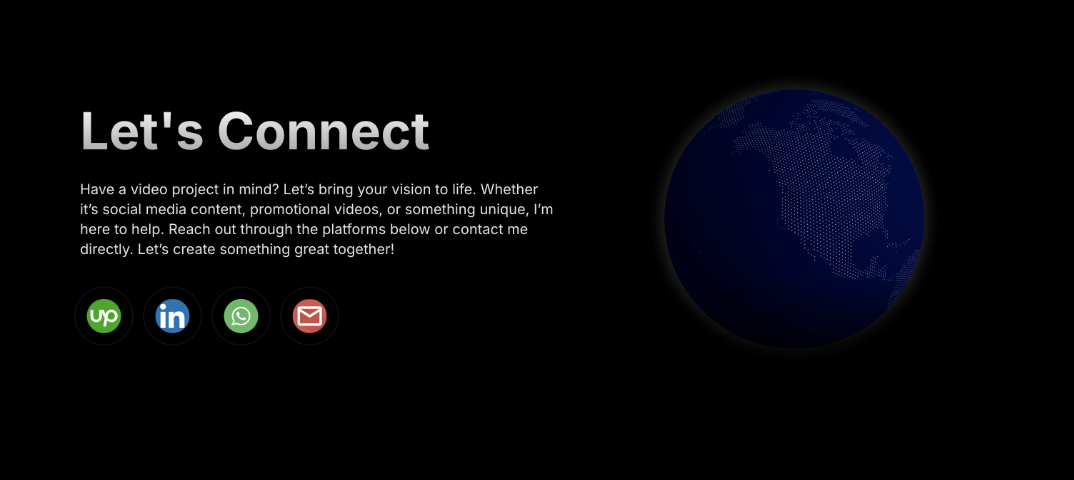 Let's Connect
Have a video project in mind? Let’s bring your vision to life. Whether
it’s social media content, promotional videos, or something unique, I’m
here to help. Reach out through the platforms below or contact me
directly. Let’s create something great together!
up in